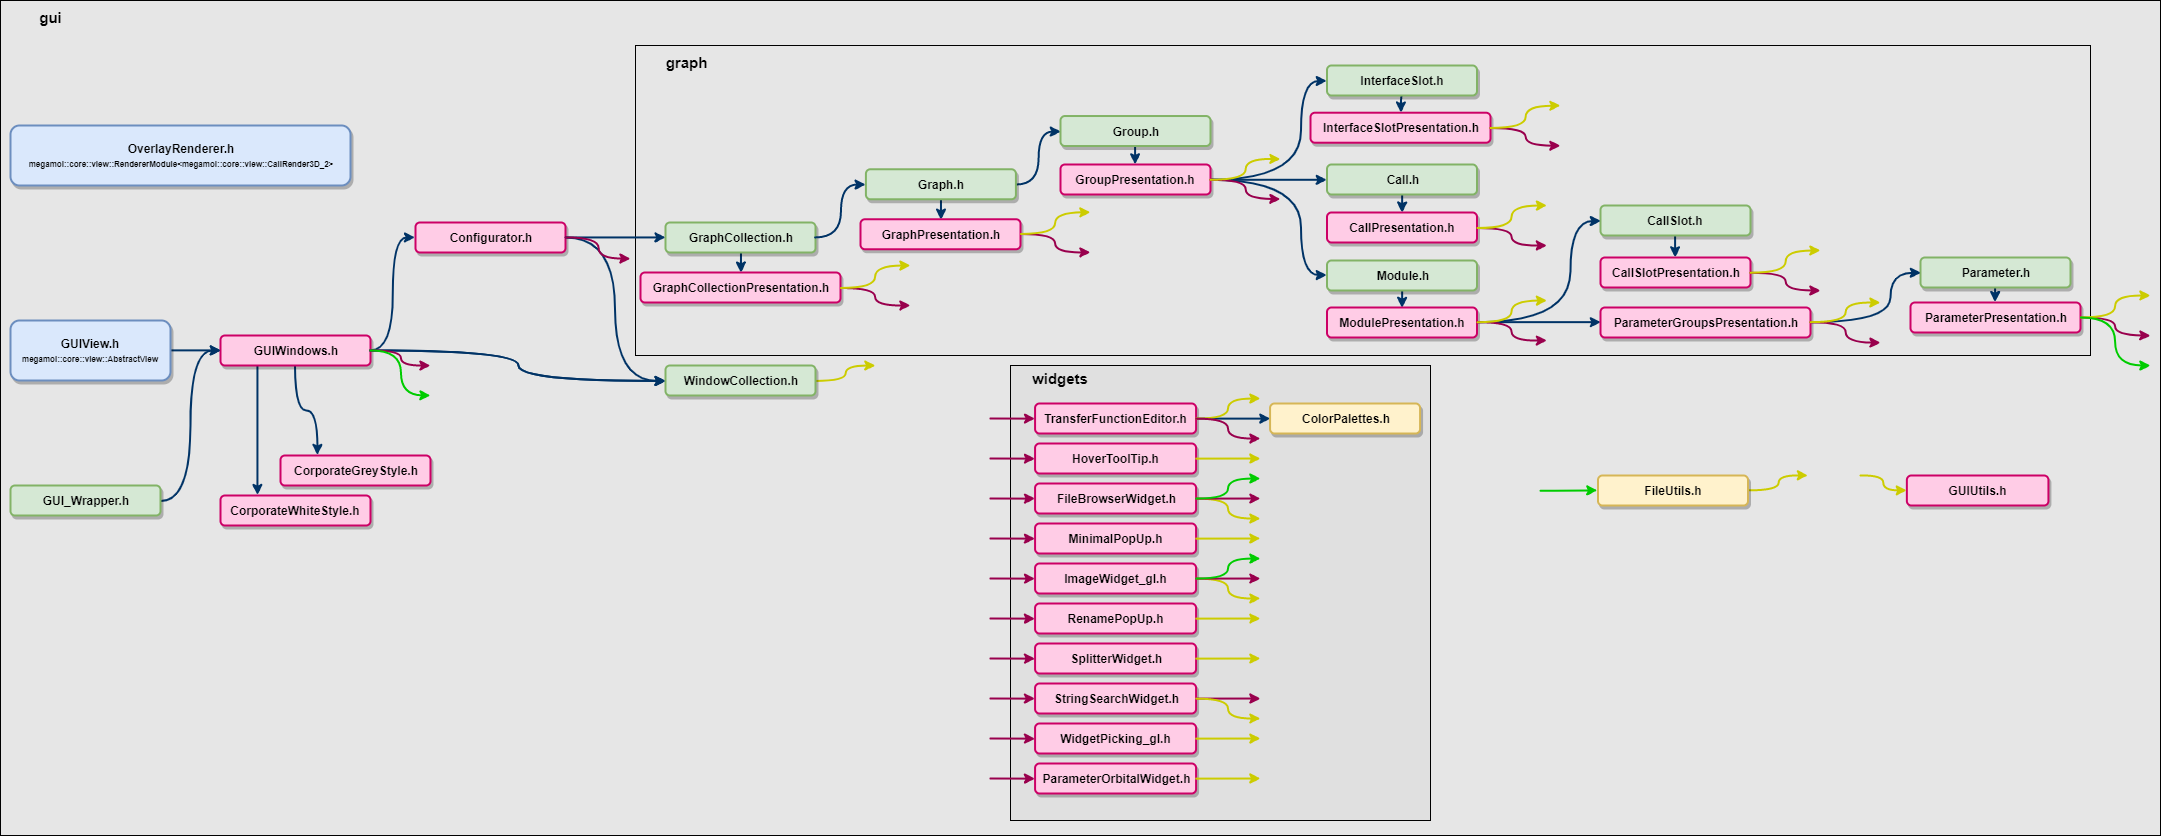 gui
graph
InterfaceSlot.h
InterfaceSlotPresentation.h
Group.h
GroupPresentation.h
Call.h
CallPresentation.h
OverlayRenderer.h
megamol::core::view::RendererModule<megamol::core::view::CallRender3D_2>
Graph.h
GraphPresentation.h
CallSlot.h
CallSlotPresentation.h
Configurator.h
GraphCollection.h
GraphCollectionPresentation.h
Module.h
ModulePresentation.h
ParameterGroupsPresentation.h
Parameter.h
ParameterPresentation.h
GUIView.h
megamol::core::view::AbstractView
GUIWindows.h
WindowCollection.h
widgets
TransferFunctionEditor.h
ColorPalettes.h
HoverToolTip.h
CorporateGreyStyle.h
GUI_Wrapper.h
CorporateWhiteStyle.h
FileBrowserWidget.h
FileUtils.h
GUIUtils.h
MinimalPopUp.h
ImageWidget_gl.h
RenamePopUp.h
SplitterWidget.h
StringSearchWidget.h
WidgetPicking_gl.h
ParameterOrbitalWidget.h